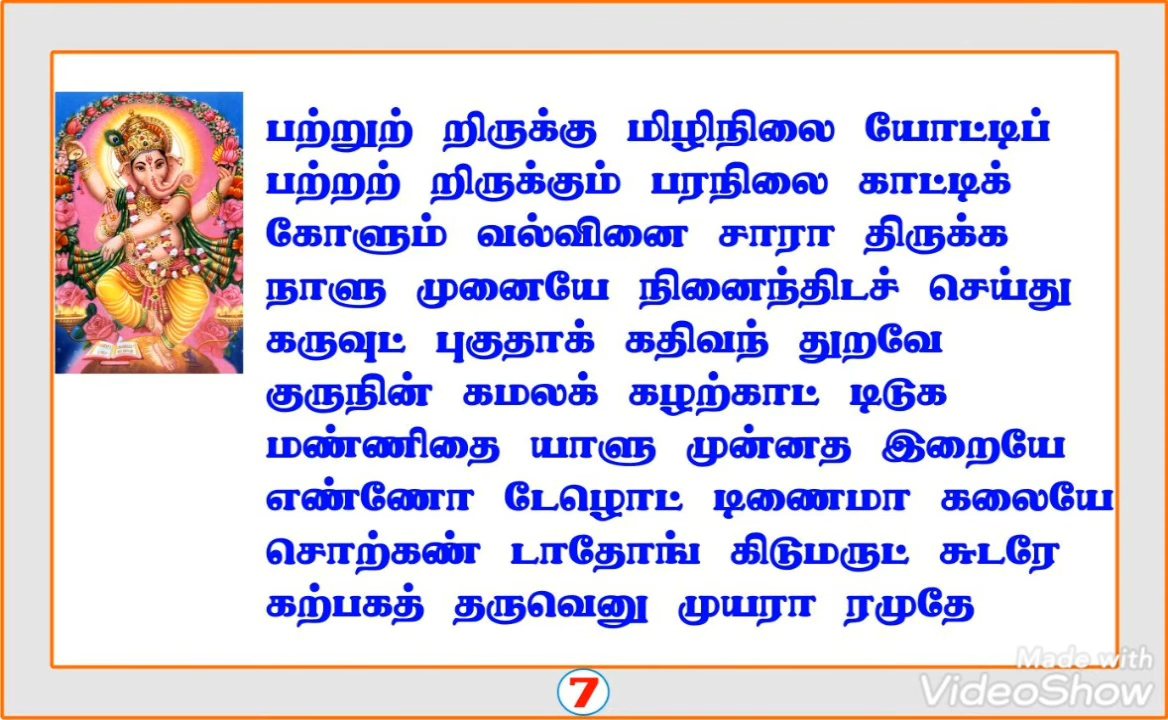 பற்றுற் றிருக்கு மிழிநிலை யோட்டிப்
பற்றற் றிருக்கும் பரநிலை காட்டிக்
கோளும் வல்வினை சாரா திருக்க
நாளு முனையே நினைந்திடச் செய்து
கருவுட் புகுதாக் கதிவந் துறவே
குருநின் கமலக் கழற்காட் டிடுக
மண்ணிதை யாளு முன்னத இறையே
எண்ணோ டேழொட் டிணைமா கலையே
சொற்கண் டாதோங் கிடுமருட் சுடரே
கற்பகத் தருவெனு முயரா ரமுதே
7
Made with
VideoShow